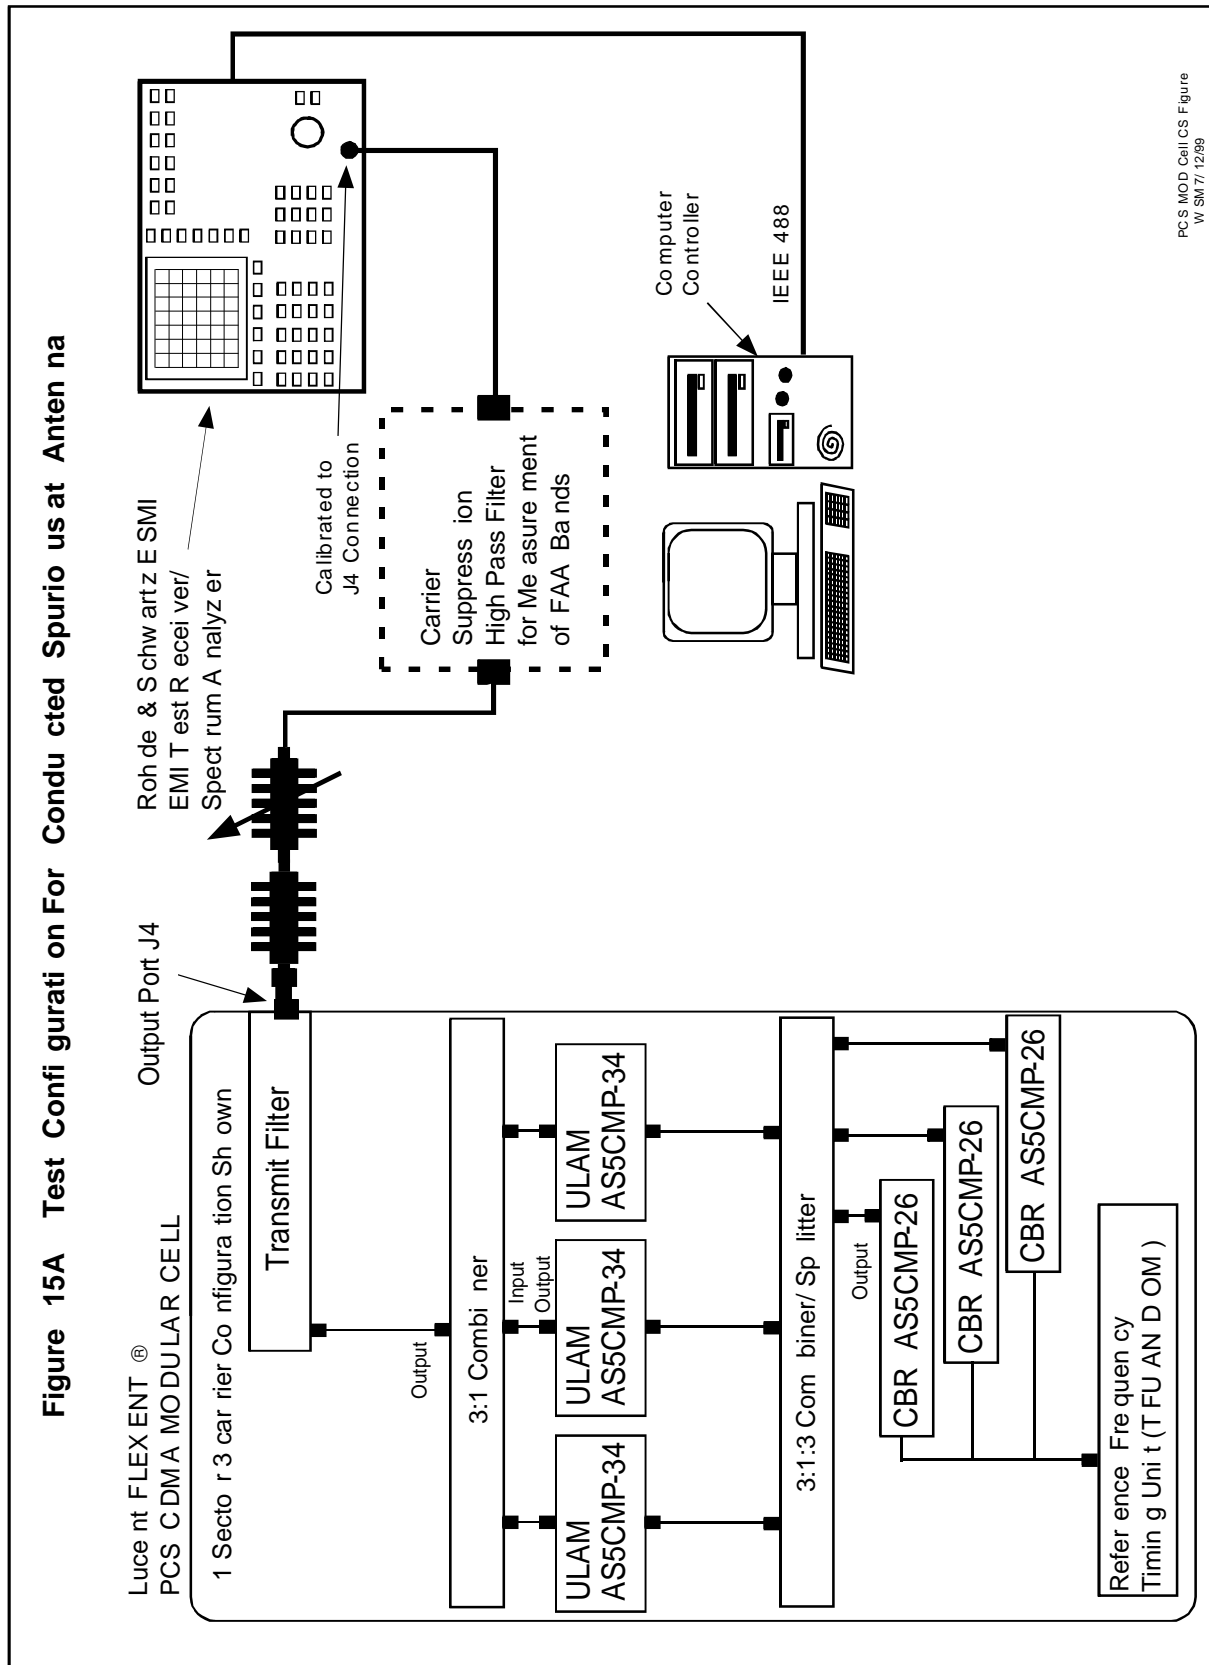 Figure 15A Test Configuration For Conducted Spurious at Antenna
Lucent FLEXENT ®
PCS CDMA MODULAR CELL
Output Port J4
1 Sector 3 carrier Configuration Shown
Transmit Filter
Output
3:1 Combiner
Input
Output
ULAM
AS5CMP-34
ULAM
AS5CMP-34
ULAM
AS5CMP-34
3:1:3 Combiner/Splitter
Output
CBR AS5CMP-26
CBR AS5CMP-26
CBR AS5CMP-26
Reference Frequency
Timing Unit (TFU AND OM)
Rohde & Schwartz ESMI
EMI Test Receiver/
Spectrum Analyzer
Calibrated to
J4 Connection
Carrier
Suppression
High Pass Filter
for Measurement
of FAA Bands
Computer
Controller
IEEE 488
PCS MOD Cell CS Figure
WSM 7/12/99